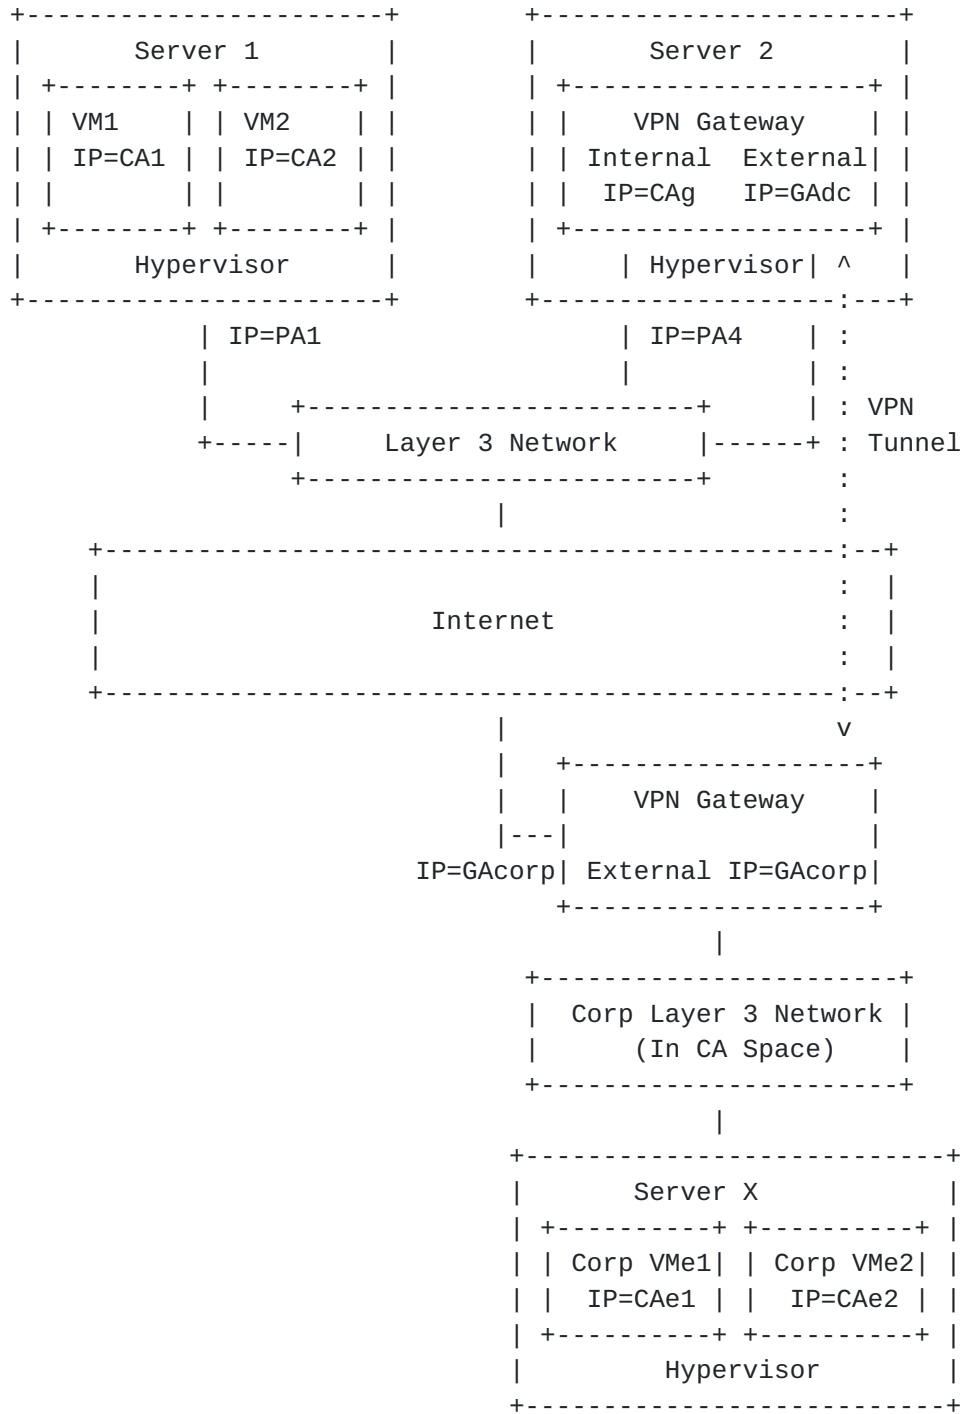 Server 1 Server 2
VM1 VM2 VPN Gateway
IP=CA1 IP=CA2 Internal External
IP=CAg IP=GAdc
Hypervisor Hypervisor
IP=PA1 IP=PA4
VPN
Layer 3 Network Tunnel
Internet
VPN Gateway
IP=GAcorp External IP=GAcorp
Corp Layer 3 Network
(In CA Space)
Server X
Corp VMe1 Corp VMe2
IP=CAe1 IP=CAe2
Hypervisor